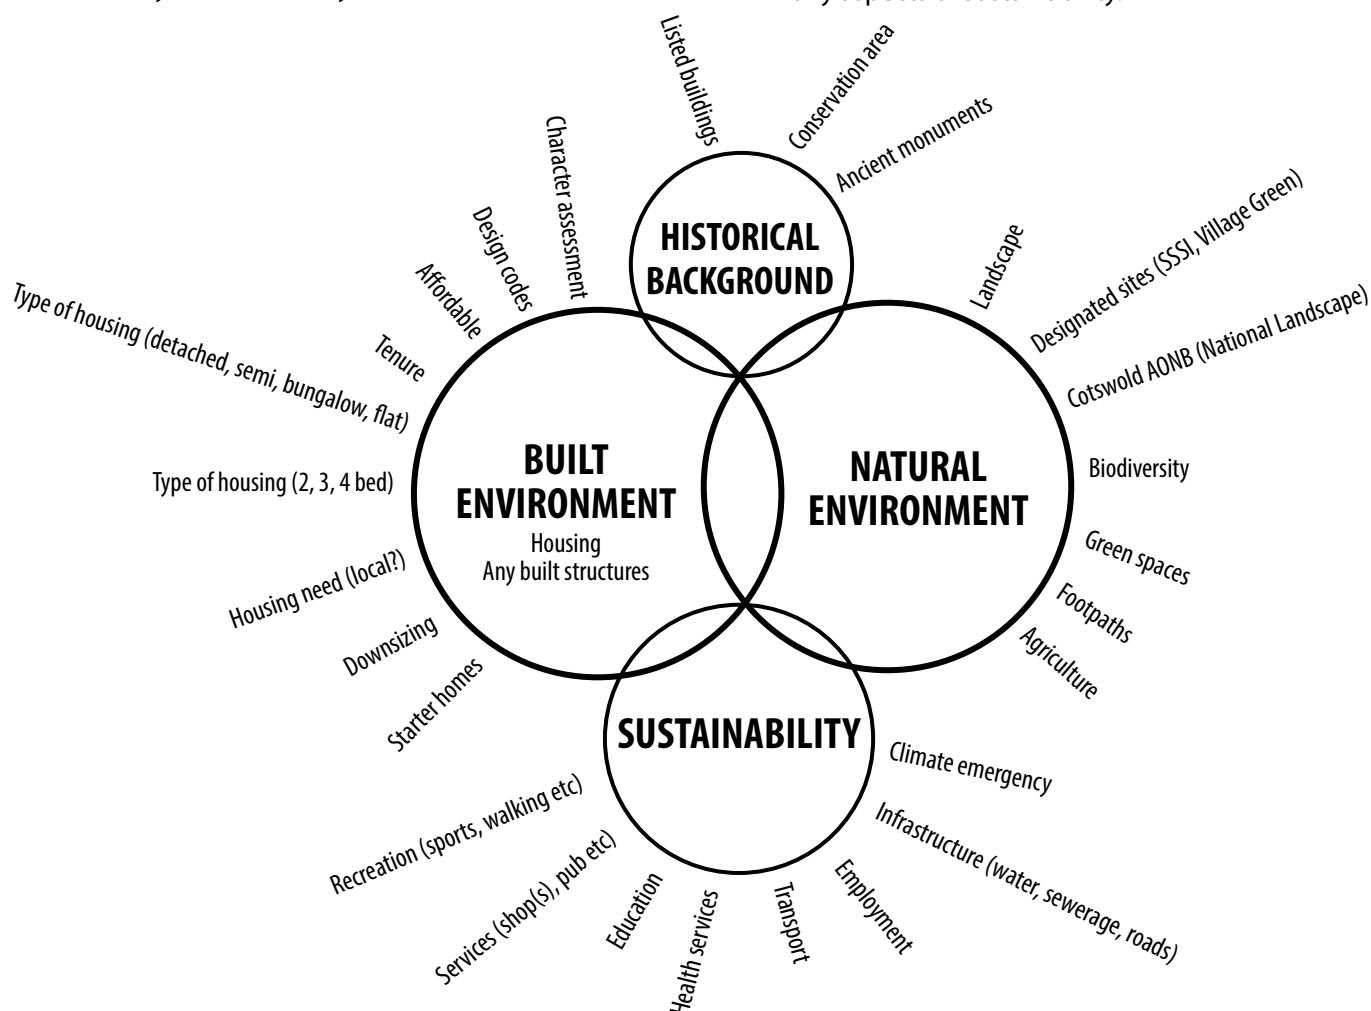 Listed buildings
Conservation area
Ancient monuments
HISTORICAL
BACKGROUND
Character assessment
Design codes
Affordable
Tenure
Type of housing (detached, semi, bungalow, flat)
Type of housing (2, 3, 4 bed)
Housing need (local?)
Downsizing
Starter homes
BUILT
ENVIRONMENT
Housing
Any built structures
Landscape
Designated sites (SSSI, Village Green)
Cotswold AONB (National Landscape)
Biodiversity
Green spaces
Footpaths
Agriculture
NATURAL
ENVIRONMENT
SUSTAINABILITY
Climate emergency
Infrastructure (water, sewerage, roads)
Employment
Transport
Health services
Education
Services (shop(s), pub etc)
Recreation (sports, walking etc)